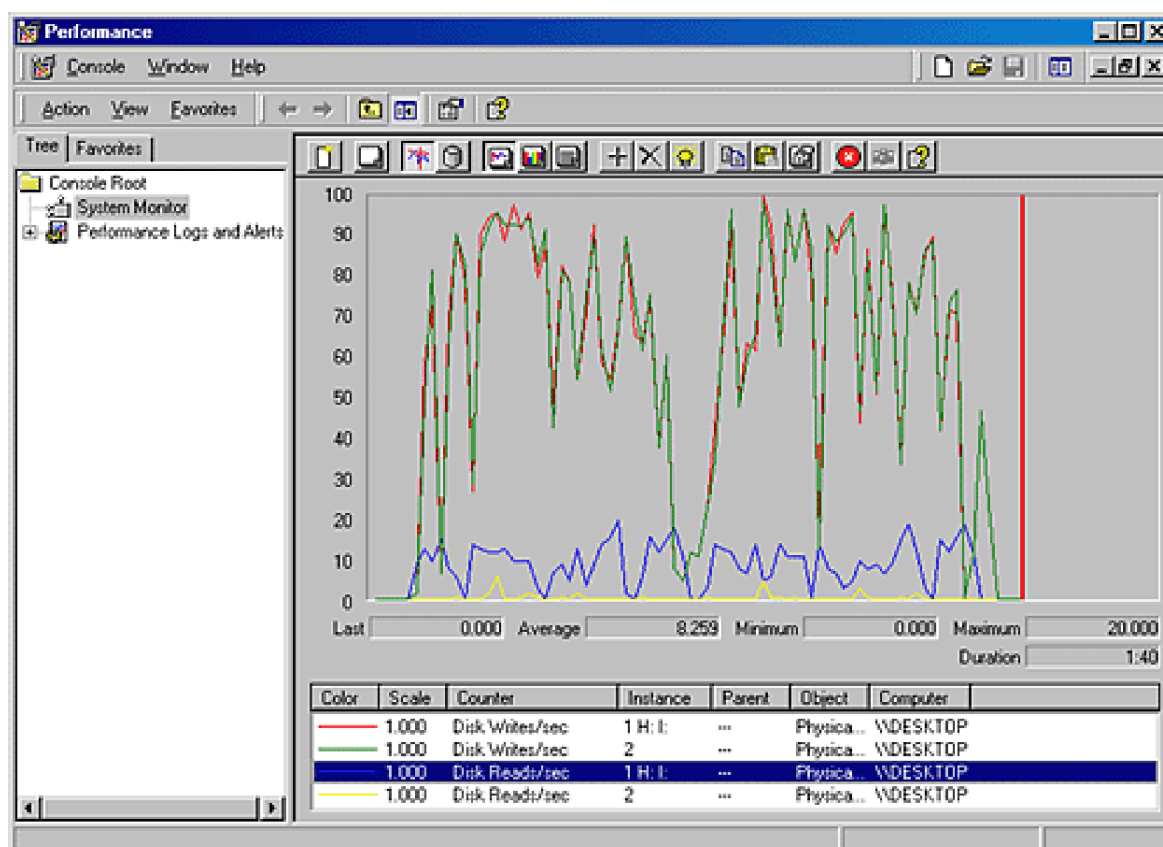 Performance
Console Window Help
Action View Favorites
Tree Favorites
Console Root
System Monitor
Performance Logs and Alerts
100
90
80
70
60
50
40
30
20
10
0
Last 0.000 Average 8.259 Minimum 0.000 Maximum 20.000
Duration 1:40
Color Scale Counter Instance Parent Object Computer
1.000 Disk Writes/sec 1 H: I: --- Physica... \\DESKTOP
1.000 Disk Writes/sec 2 --- Physica... \\DESKTOP
1.000 Disk Reads/sec 1 H: I: --- Physica... \\DESKTOP
1.000 Disk Reads/sec 2 --- Physica... \\DESKTOP